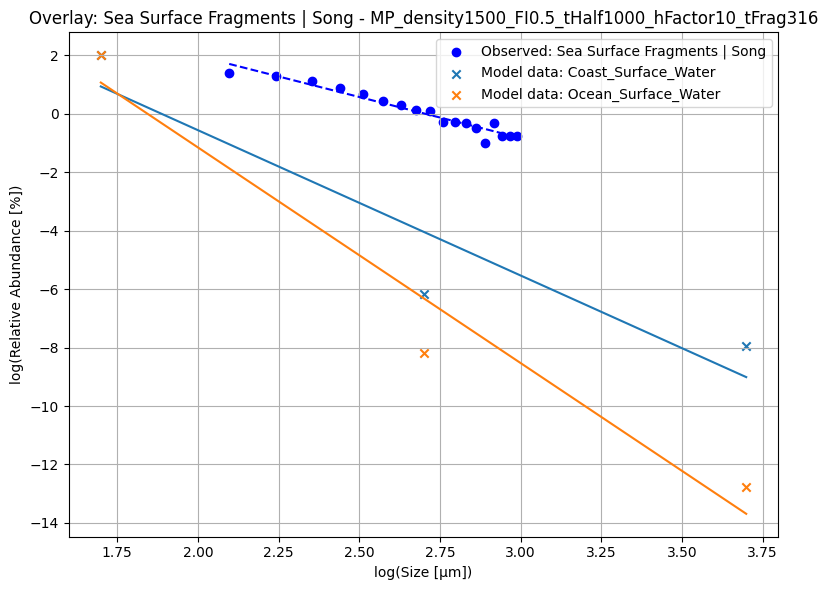 Overlay: Sea Surface Fragments | Song - MP_density1500_FI0.5_tHalf1000_hFactor10_tFrag316
Observed: Sea Surface Fragments | Song
Model data: Coast_Surface_Water
Model data: Ocean_Surface_Water
log(Relative Abundance [%])
2
0
−2
−4
−6
−8
−10
−12
−14
1.75 2.00 2.25 2.50 2.75 3.00 3.25 3.50 3.75
log(Size [µm])